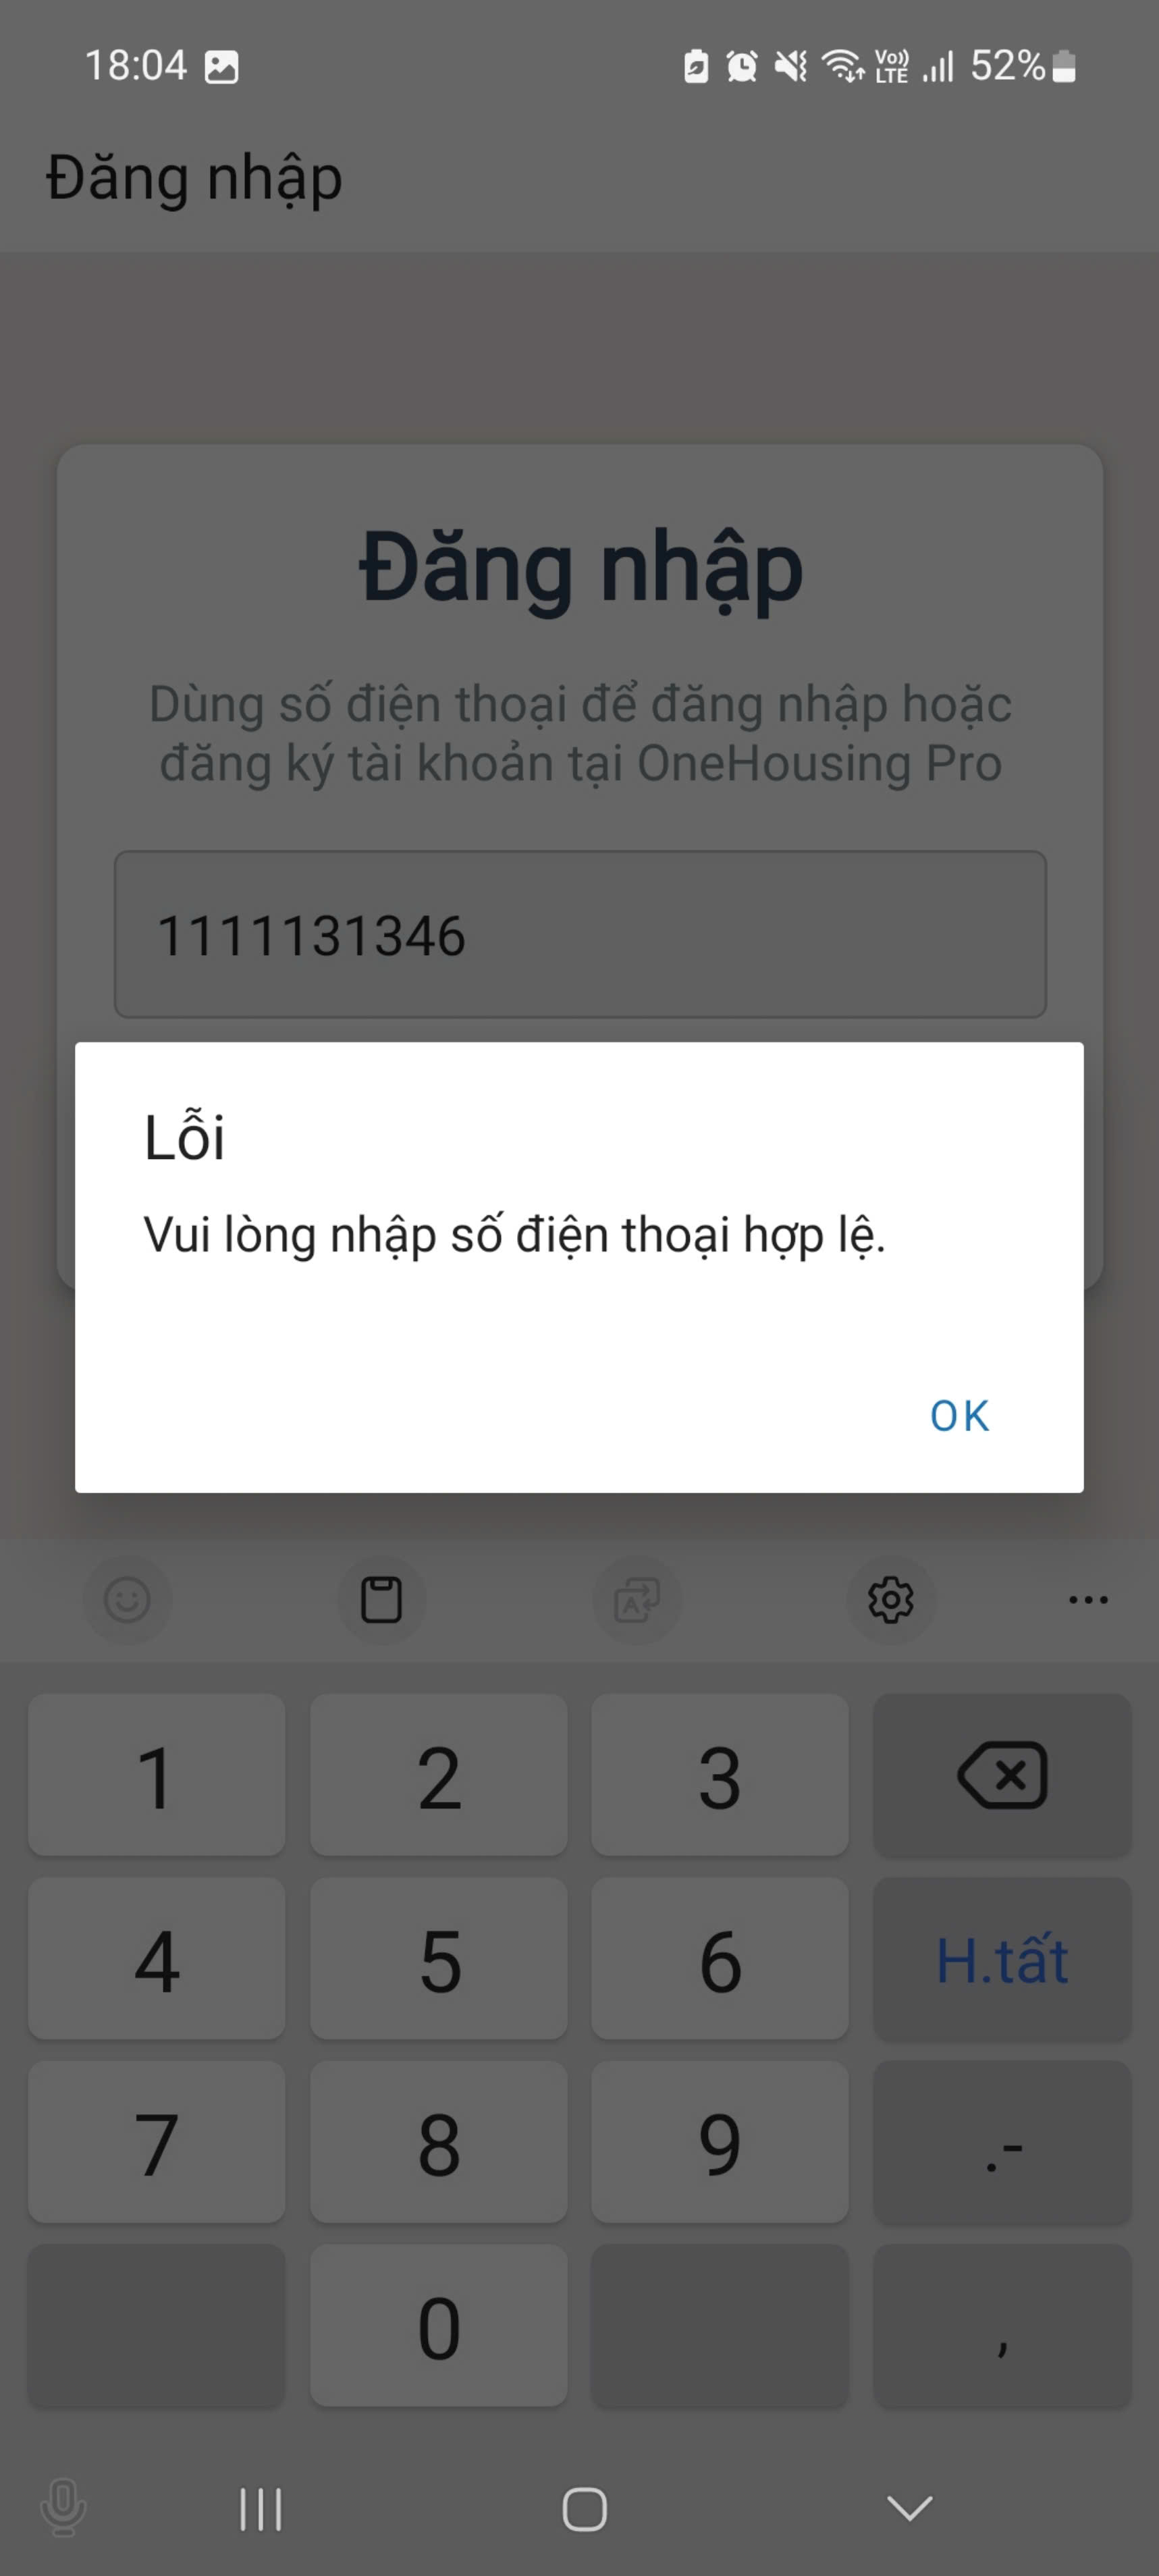 18:04
Vo)) LTE 52%
Đăng nhập
Đăng nhập
Dùng số điện thoại để đăng nhập hoặc
đăng ký tài khoản tại OneHousing Pro
1111131346
Lỗi
Vui lòng nhập số điện thoại hợp lệ.
OK
1 2 3
4 5 6 H.tất
7 8 9 .-
0 ,